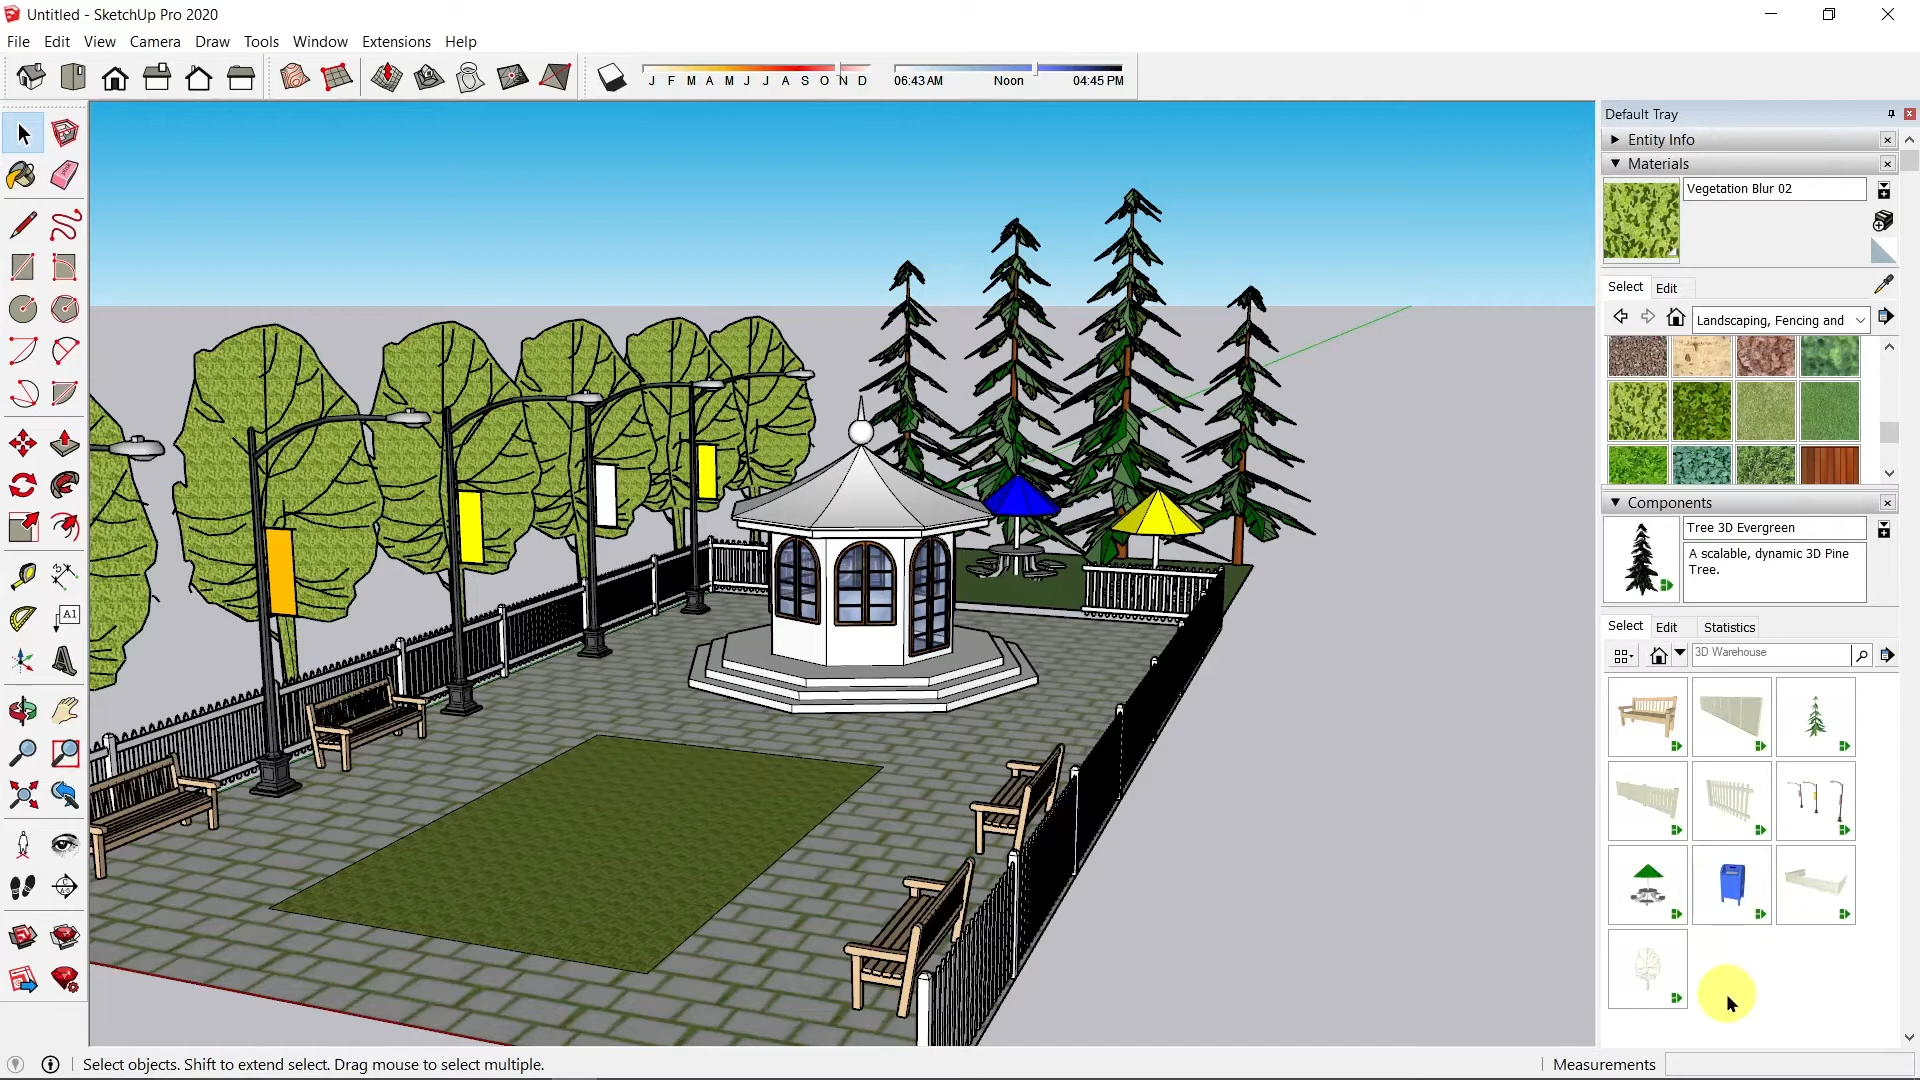 Untitled - SketchUp Pro 2020
File Edit View Camera Draw Tools Window Extensions Help
J F M A M J J A S O N D
06:43 AM Noon 04:45 PM
Default Tray
Entity Info
Materials
Vegetation Blur 02
Select Edit
Landscaping, Fencing and
Components
Tree 3D Evergreen
A scalable, dynamic 3D Pine
Tree.
Select Edit Statistics
3D Warehouse
A1
Select objects. Shift to extend select. Drag mouse to select multiple.
Measurements